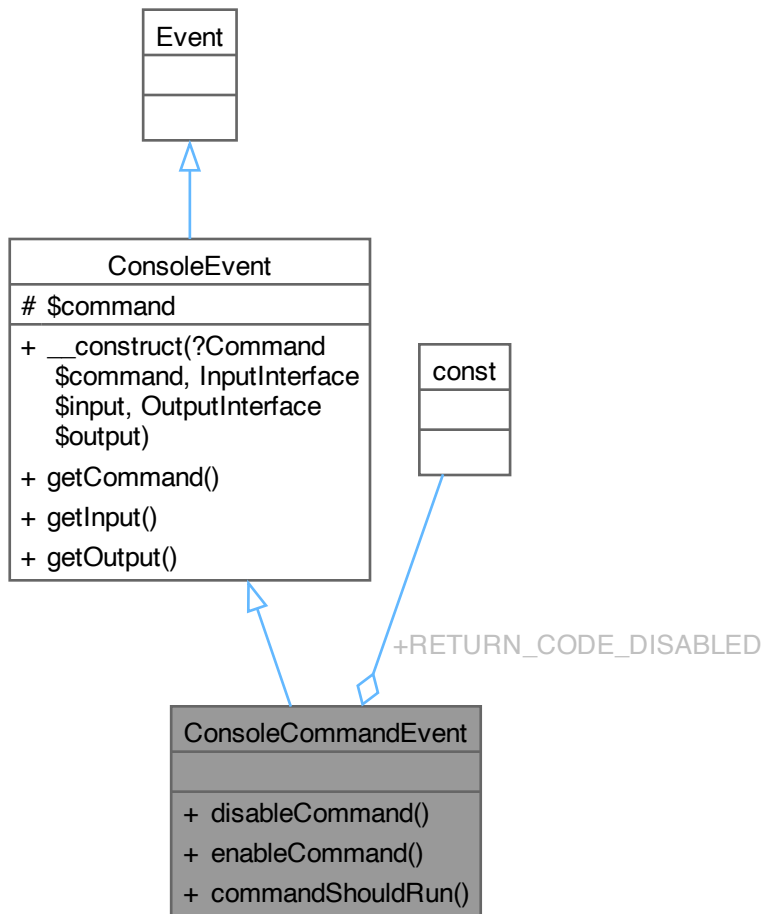 Event
ConsoleEvent
# $command
+ __construct(?Command
$command, InputInterface
$input, OutputInterface
$output)
+ getCommand()
+ getInput()
+ getOutput()
const
+RETURN_CODE_DISABLED
ConsoleCommandEvent
+ disableCommand()
+ enableCommand()
+ commandShouldRun()